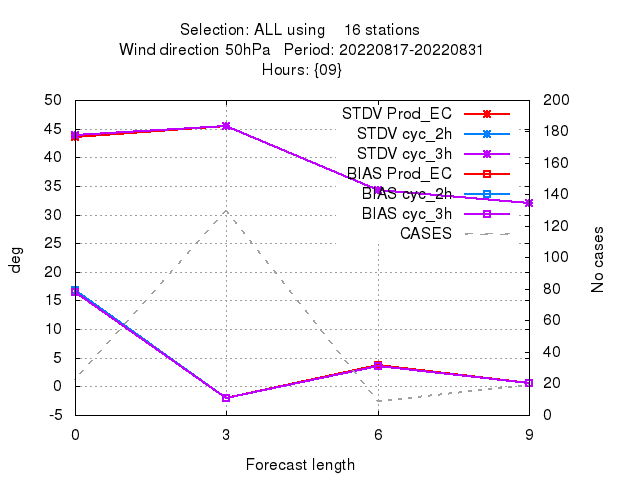 Selection: ALL using 16 stations
Wind direction 50hPa Period: 20220817-20220831
Hours: {09}
50
45
40
35
30
25
20
15
10
5
0
-5
deg
STDV Prod_EC
STDV cyc_2h
STDV cyc_3h
BIAS Prod_EC
BIAS cyc_2h
BIAS cyc_3h
CASES
200
180
160
140
120
100
80
60
40
20
0
No cases
0 3 6 9
Forecast length